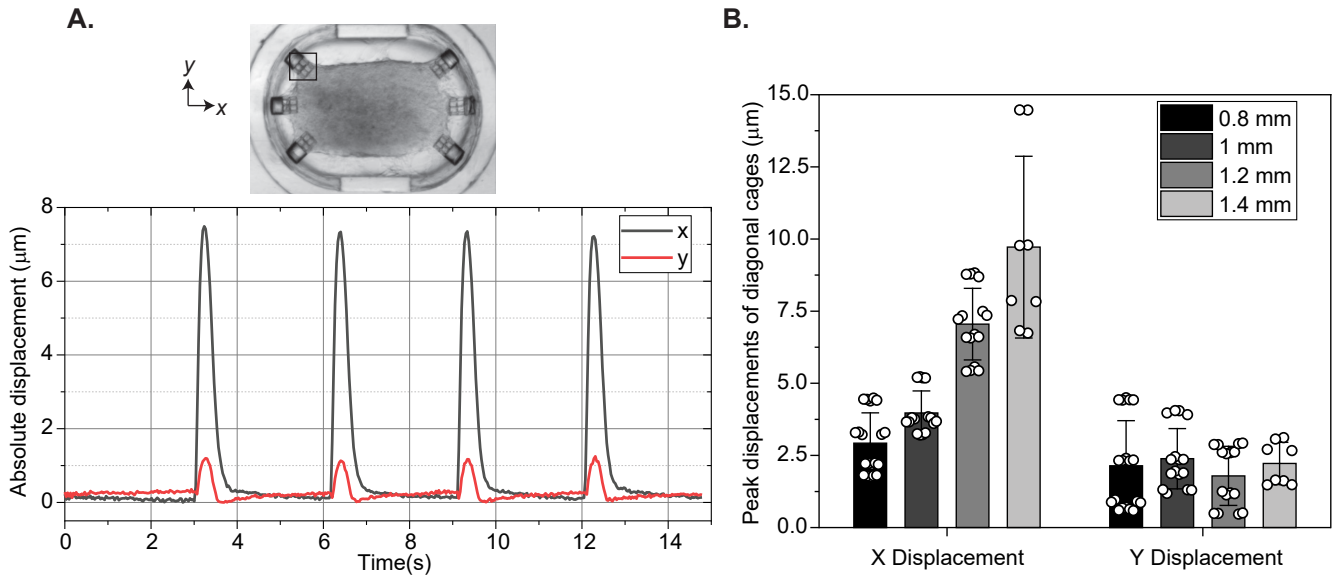 A.
y
x
Absolute displacement (μm)
8
6
4
2
0
x
y
0 2 4 6 8 10 12 14
Time(s)
B.
Peak displacements of diagonal cages (μm)
15.0
12.5
10.0
7.5
5.0
2.5
0.0
0.8 mm
1 mm
1.2 mm
1.4 mm
X Displacement Y Displacement